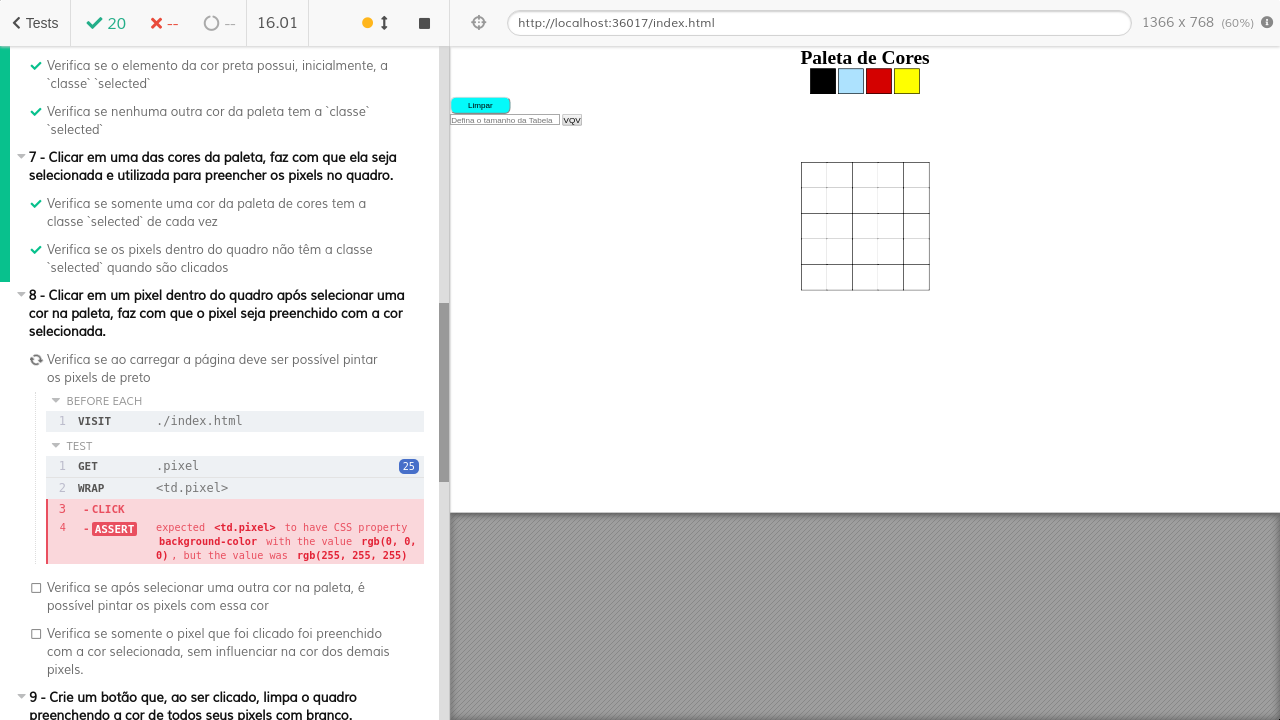 Tests 20 -- -- 16.01
http://localhost:36017/index.html 1366 x 768 (60%)
Verifica se o elemento da cor preta possui, inicialmente, a
`classe` `selected`
Verifica se nenhuma outra cor da paleta tem a `classe`
`selected`
7 - Clicar em uma das cores da paleta, faz com que ela seja
selecionada e utilizada para preencher os pixels no quadro.
Verifica se somente uma cor da paleta de cores tem a
classe `selected` de cada vez
Verifica se os pixels dentro do quadro não têm a classe
`selected` quando são clicados
8 - Clicar em um pixel dentro do quadro após selecionar uma
cor na paleta, faz com que o pixel seja preenchido com a cor
selecionada.
Verifica se ao carregar a página deve ser possível pintar
os pixels de preto
BEFORE EACH
1 VISIT ./index.html
TEST
1 GET .pixel 25
2 WRAP <td.pixel>
3 - CLICK
4 - ASSERT expected <td.pixel> to have CSS property
background-color with the value rgb(0, 0,
0) , but the value was rgb(255, 255, 255)
Verifica se após selecionar uma outra cor na paleta, é
possível pintar os pixels com essa cor
Verifica se somente o pixel que foi clicado foi preenchido
com a cor selecionada, sem influenciar na cor dos demais
pixels.
9 - Crie um botão que, ao ser clicado, limpa o quadro
preenchendo a cor de todos seus pixels com branco.
Paleta de Cores
Limpar
Defina o tamanho da Tabela VQV